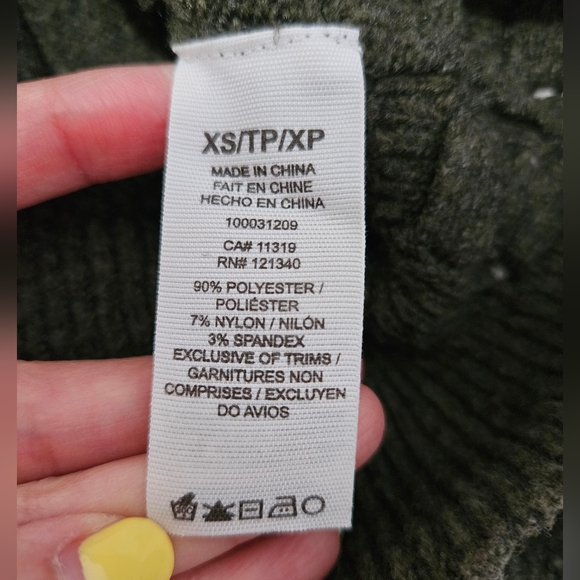 XS/TP/XP
MADE IN CHINA
FAIT EN CHINE
HECHO EN CHINA
100031209
CA# 11319
RN# 121340
90% POLYESTER /
POLIÉSTER
7% NYLON / NILÓN
3% SPANDEX
EXCLUSIVE OF TRIMS /
GARNITURES NON
COMPRISES / EXCLUYEN
DO AVIOS